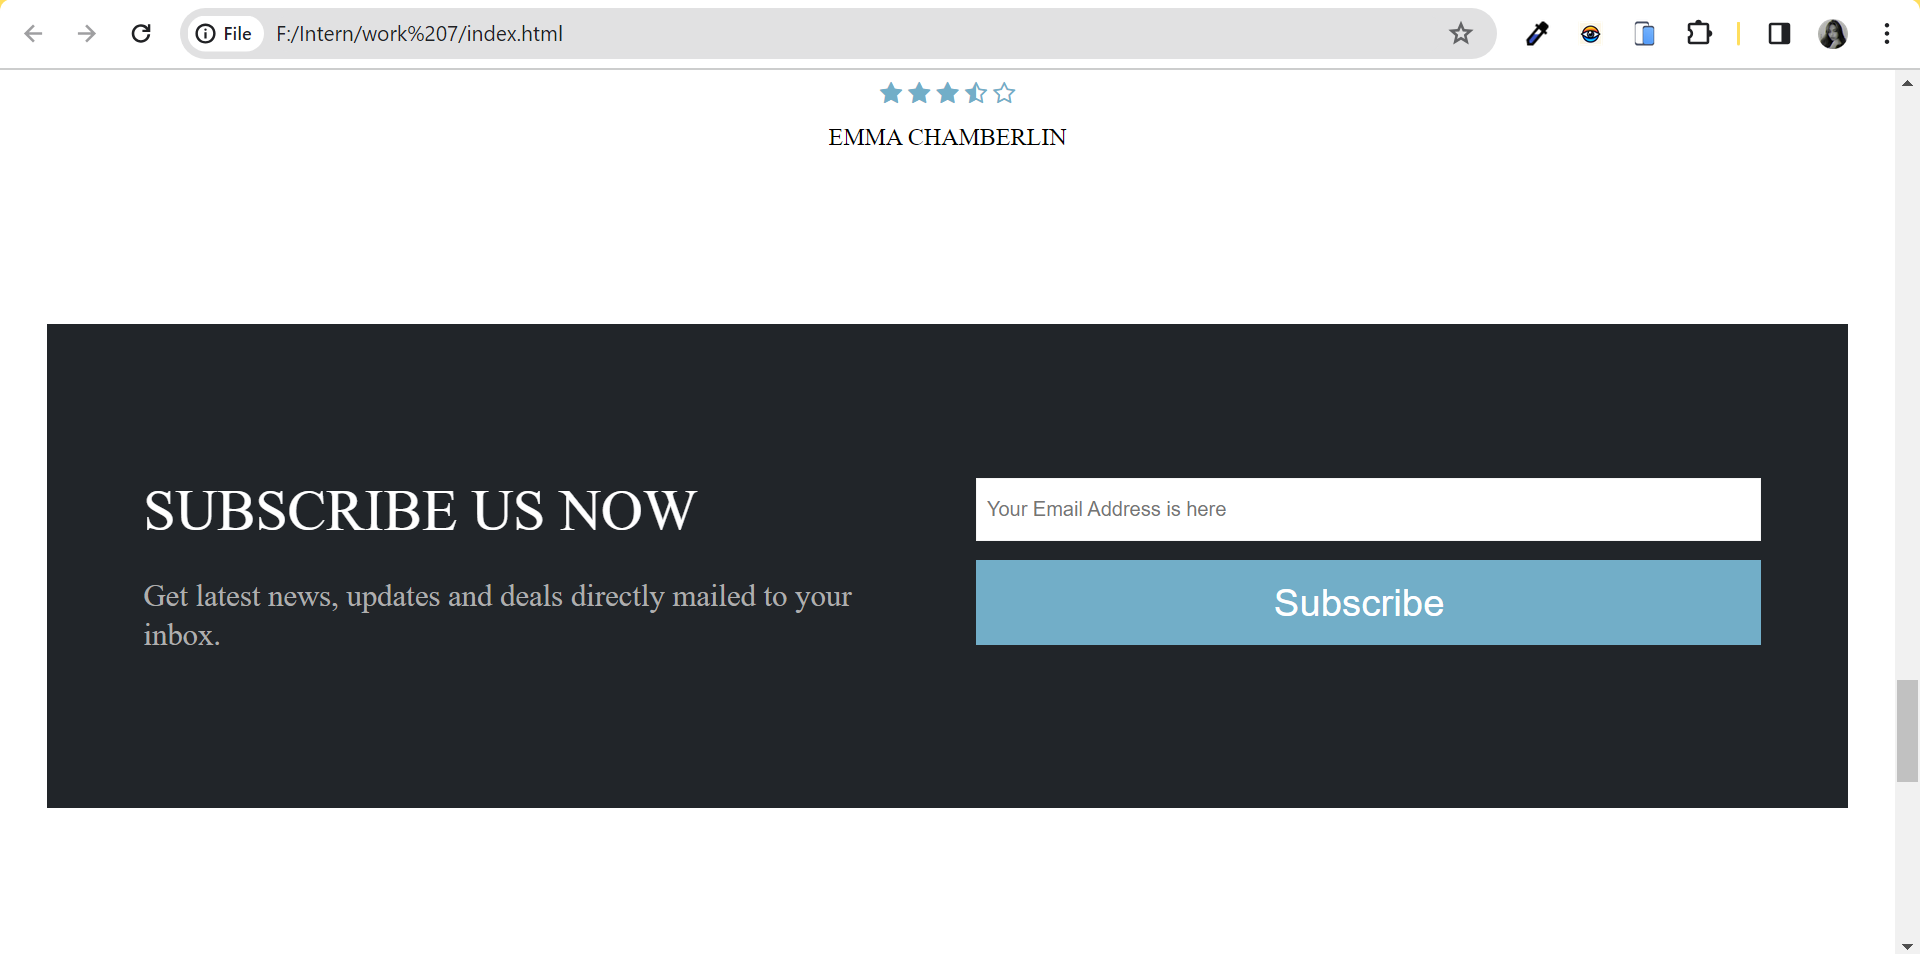 File F:/Intern/work%207/index.html
EMMA CHAMBERLIN
SUBSCRIBE US NOW
Get latest news, updates and deals directly mailed to your
inbox.
Your Email Address is here
Subscribe